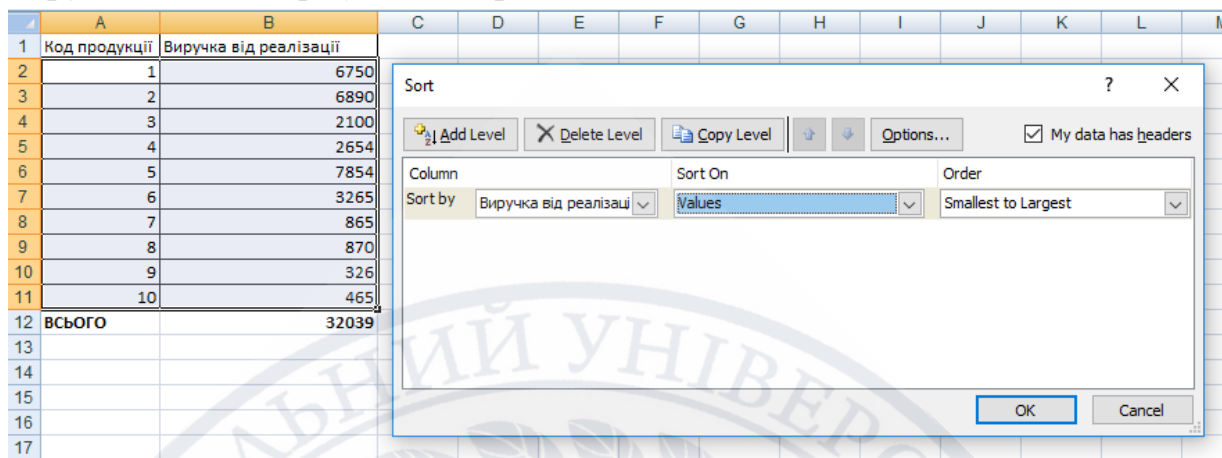 A B C D E F G H I J K L
1 Код продукції Виручка від реалізації
2 1 6750
3 2 6890
4 3 2100
5 4 2654
6 5 7854
7 6 3265
8 7 865
9 8 870
10 9 326
11 10 465
12 ВСЬОГО 32039
13
14
15
16
17
Sort ?
Add Level Delete Level Copy Level Options... My data has headers
Column Sort On Order
Sort by Виручка від реалізаці Values Smallest to Largest
OK Cancel